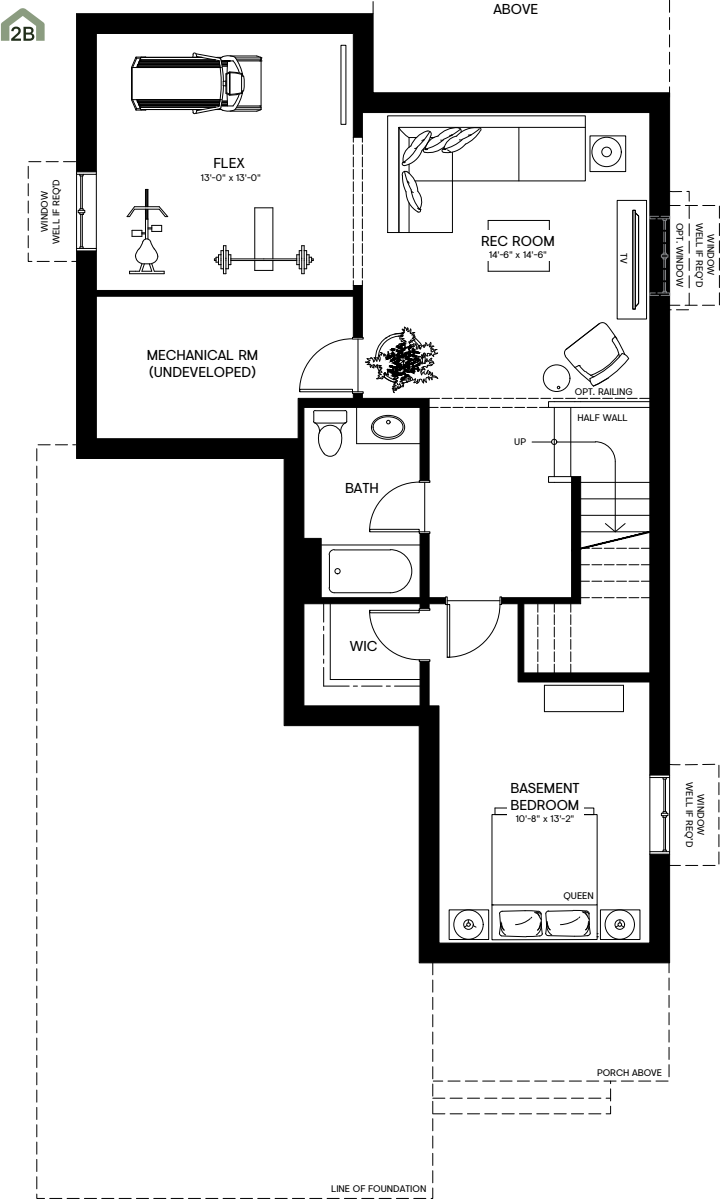 2B
ABOVE
FLEX
13'-0" x 13'-0"
WINDOW
WELL IF REQ'D
REC ROOM
14'-6" x 14'-6"
TV
OPT. WINDOW
WINDOW
WELL IF REQ'D
MECHANICAL RM
(UNDEVELOPED)
OPT. RAILING
HALF WALL
UP
BATH
WIC
BASEMENT
BEDROOM
10'-8" x 13'-2"
WINDOW
WELL IF REQ'D
QUEEN
PORCH ABOVE
LINE OF FOUNDATION